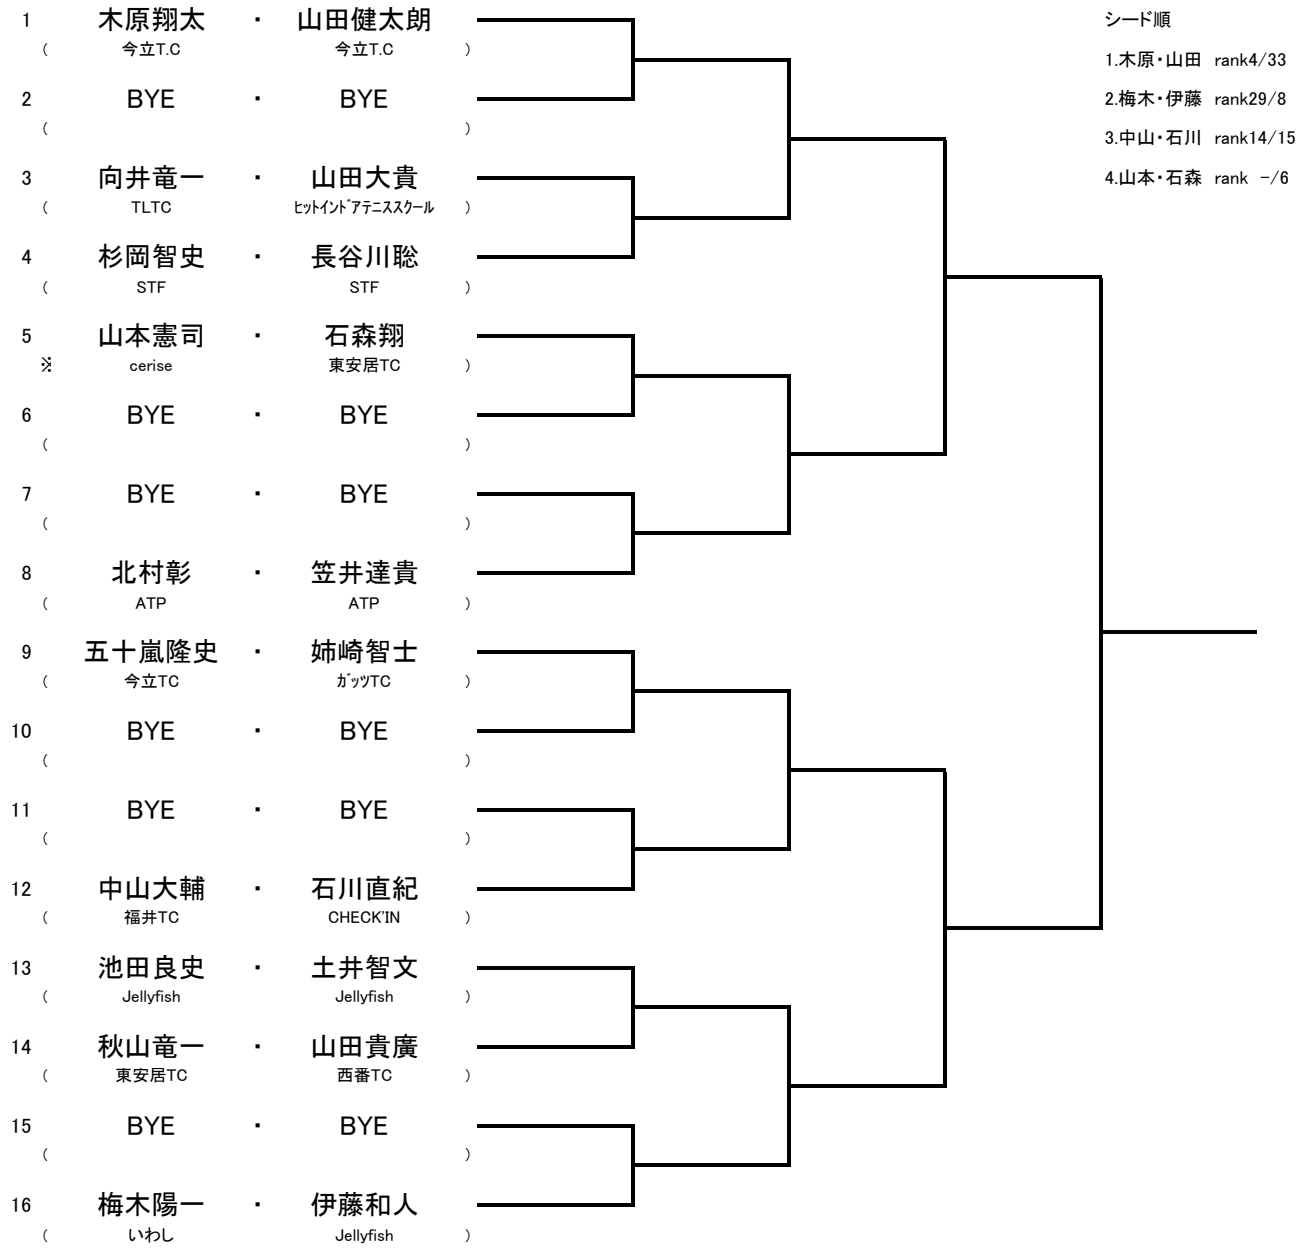 1 木原翔太 ・ 山田健太朗 シード順
( 今立T.C 今立T.C )
1.木原・山田 rank4/33
2 BYE ・ BYE 2.梅木・伊藤 rank29/8
( )
3.中山・石川 rank14/15
3 向井竜一 ・ 山田大貴 4.山本・石森 rank -/6
( TLTC ﾋｯﾄｲﾝﾄﾞｱﾃﾆｽｽｸｰﾙ )
4 杉岡智史 ・ 長谷川聡
( STF STF )
5 山本憲司 ・ 石森翔
※ cerise 東安居TC )
6 BYE ・ BYE
( )
7 BYE ・ BYE
( )
8 北村彰 ・ 笠井達貴
( ATP ATP )
9 五十嵐隆史 ・ 姉崎智士
( 今立TC ｶﾞｯﾂTC )
10 BYE ・ BYE
( )
11 BYE ・ BYE
( )
12 中山大輔 ・ 石川直紀
( 福井TC CHECK'IN )
13 池田良史 ・ 土井智文
( Jellyfish Jellyfish )
14 秋山竜一 ・ 山田貴廣
( 東安居TC 西番TC )
15 BYE ・ BYE
( )
16 梅木陽一 ・ 伊藤和人
( いわし Jellyfish )